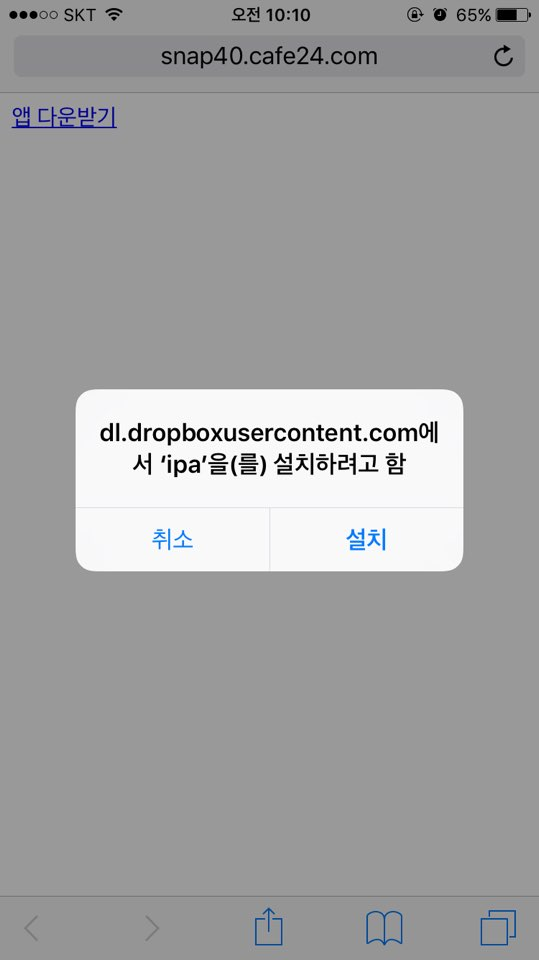 SKT 오전 10:10 65%
snap40.cafe24.com
앱 다운받기
dl.dropboxusercontent.com에
서 ‘ipa’을(를) 설치하려고 함
취소 설치